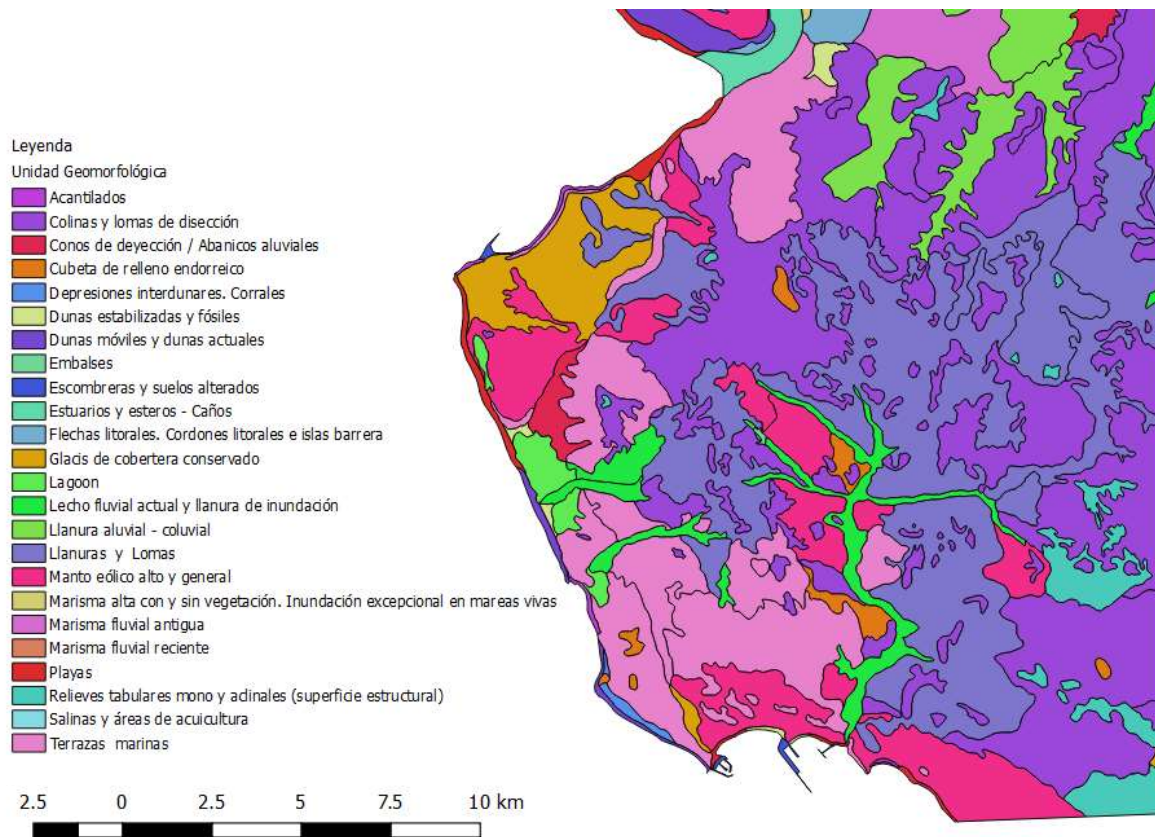 Leyenda
Unidad Geomorfológica
Acantilados
Colinas y lomas de disección
Conos de deyección / Abanicos aluviales
Cubeta de relleno endorreico
Depresiones interdunares. Corrales
Dunas estabilizadas y fósiles
Dunas móviles y dunas actuales
Embalses
Escombreras y suelos alterados
Estuarios y esteros - Caños
Flechas litorales. Cordones litorales e islas barrera
Glacis de cobertera conservado
Lagoon
Lecho fluvial actual y llanura de inundación
Llanura aluvial - coluvial
Llanuras y Lomas
Manto eólico alto y general
Marisma alta con y sin vegetación. Inundación excepcional en mareas vivas
Marisma fluvial antigua
Marisma fluvial reciente
Playas
Relieves tabulares mono y aclinales (superficie estructural)
Salinas y áreas de acuicultura
Terrazas marinas
2.5 0 2.5 5 7.5 10 km